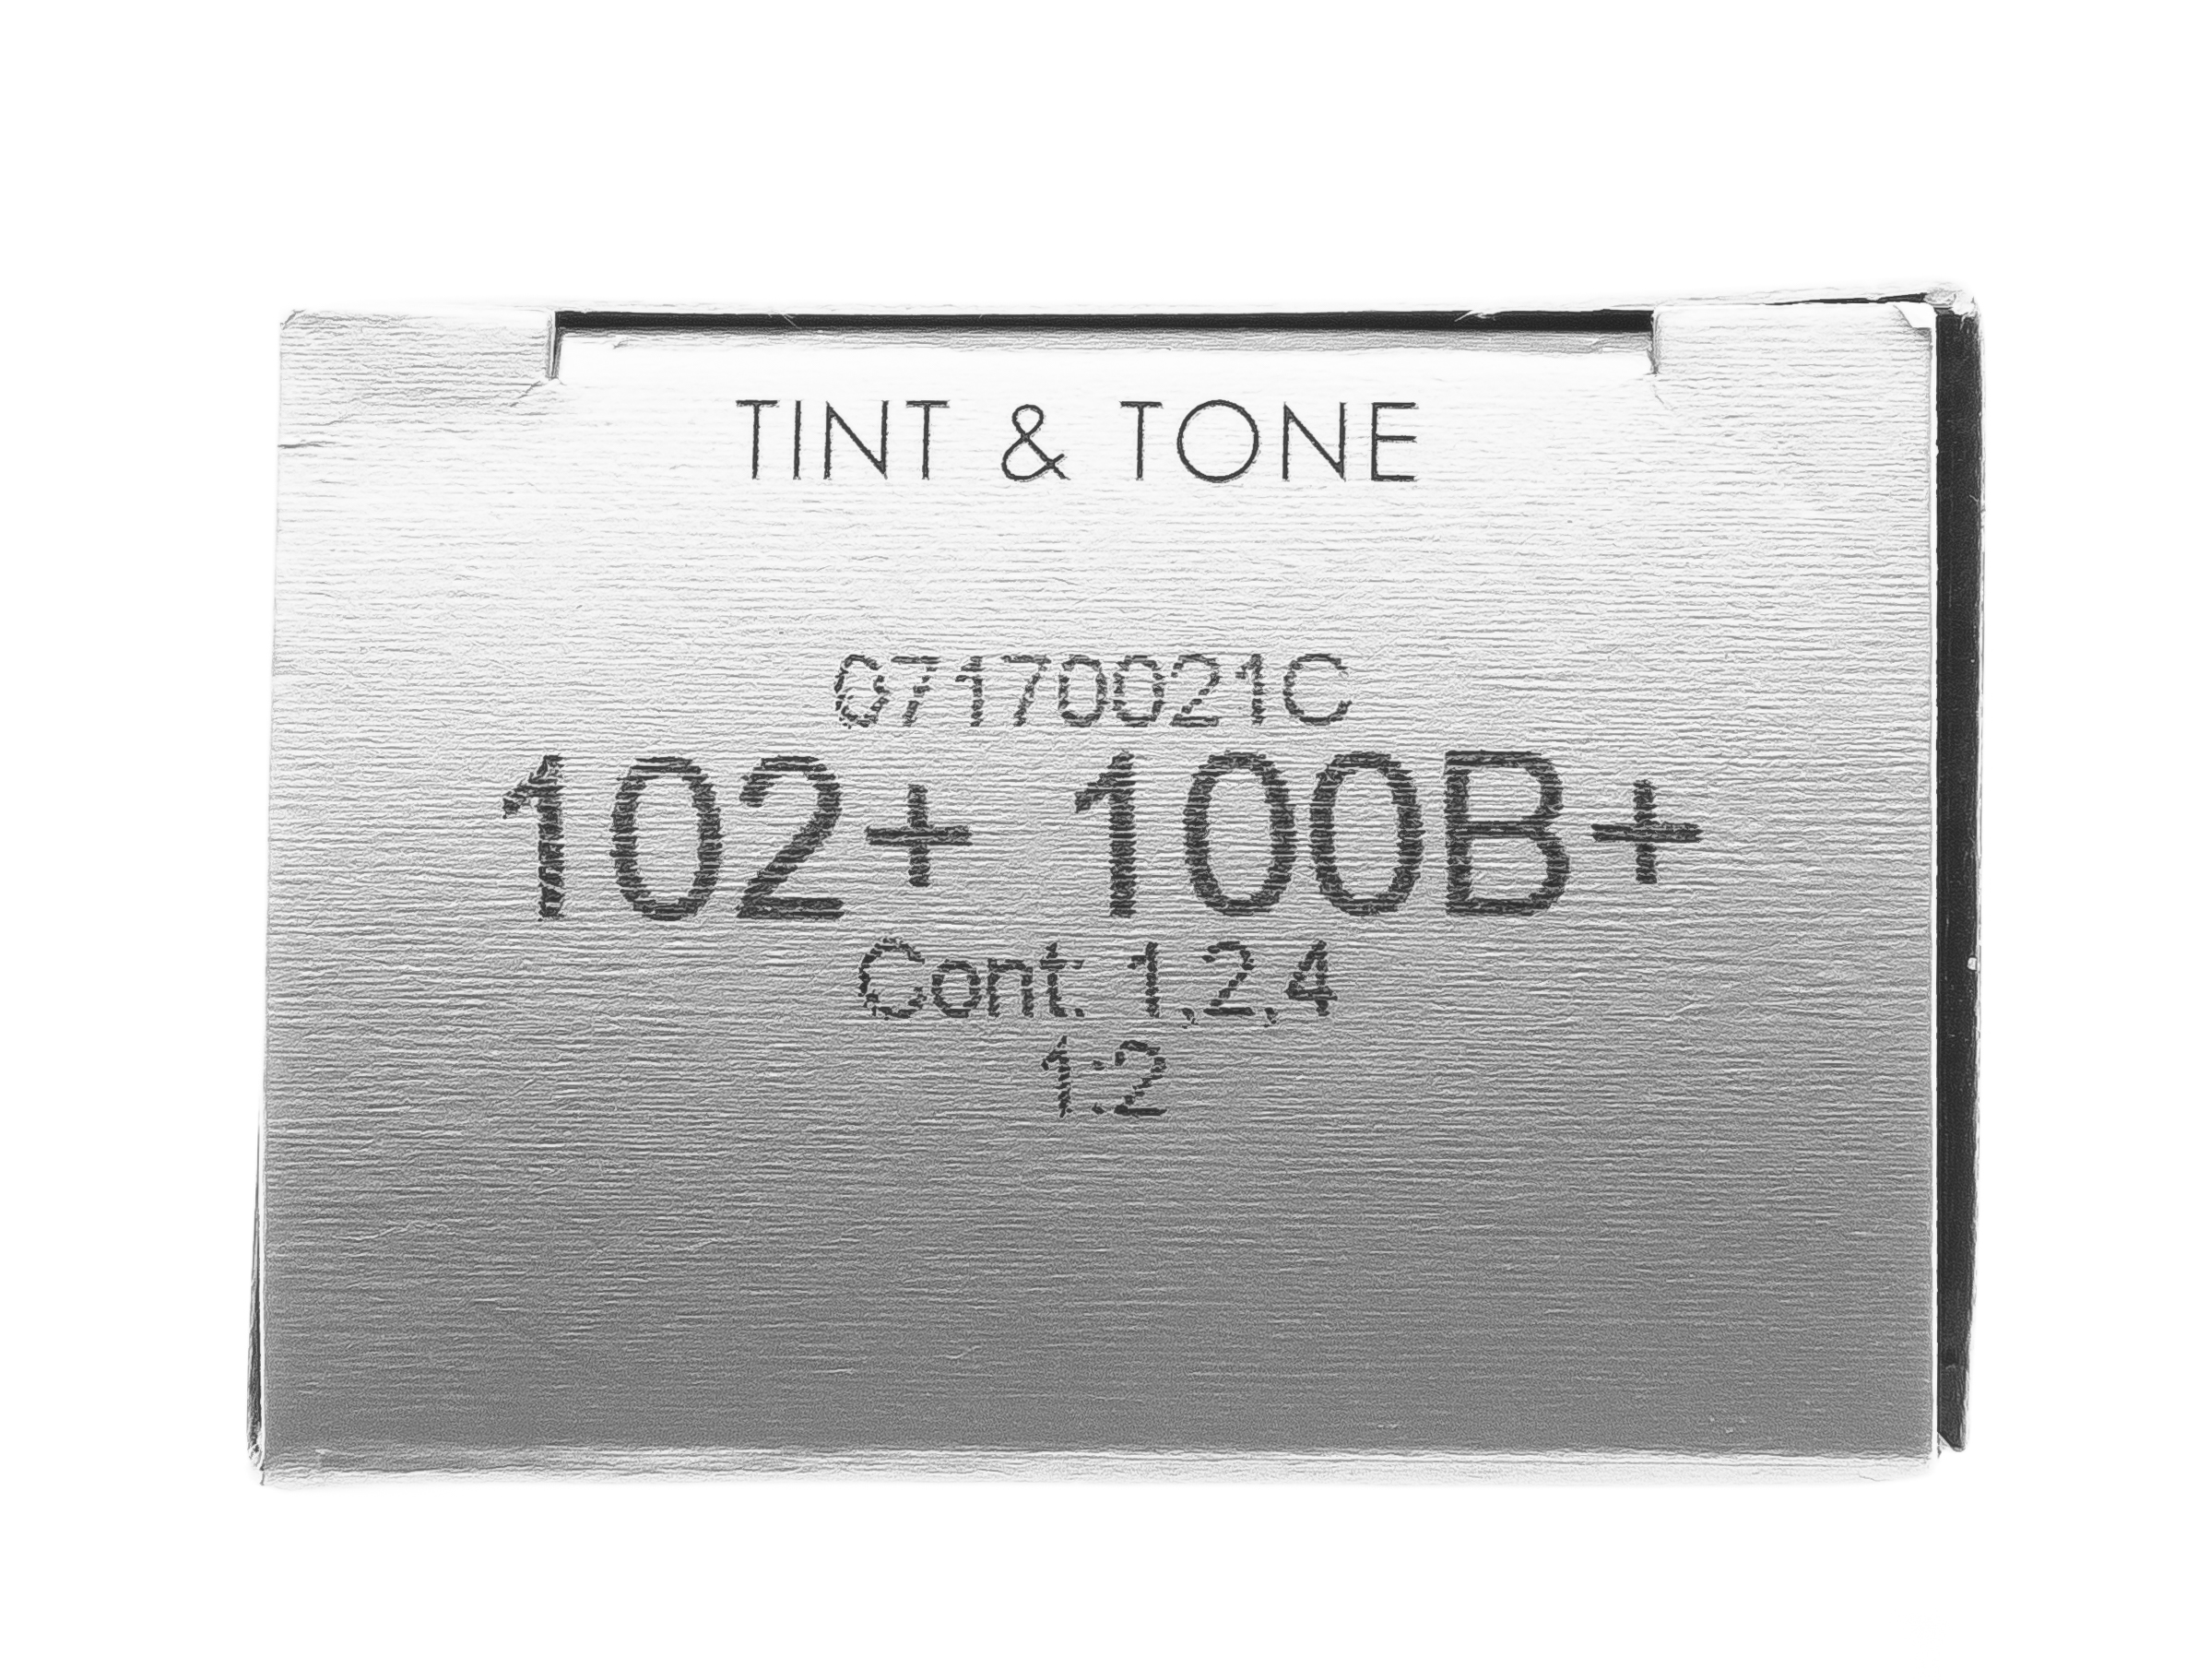 TINT & TONE
07170021C
102+ 100B+
Cont. 1,2,4
1:2